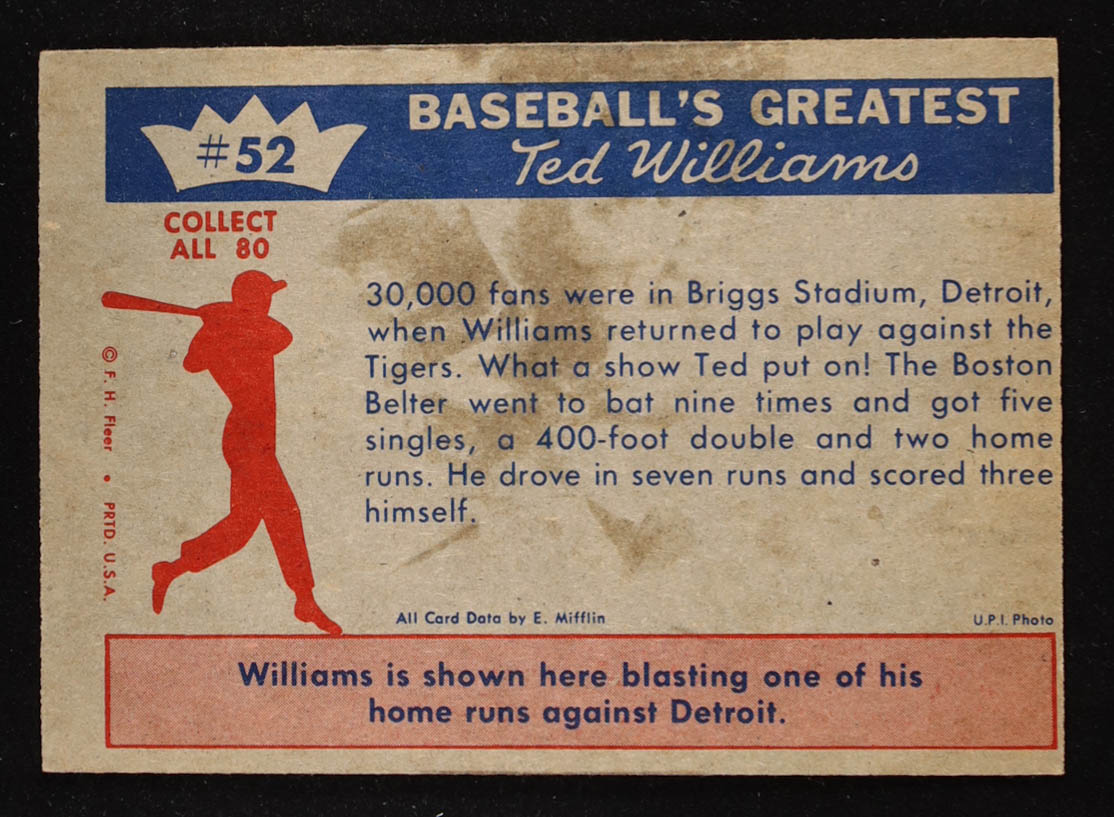 #52
BASEBALL'S GREATEST
Ted Williams
COLLECT
ALL 80
© F. H. Fleer • PRTD. U.S.A.
30,000 fans were in Briggs Stadium, Detroit,
when Williams returned to play against the
Tigers. What a show Ted put on! The Boston
Belter went to bat nine times and got five
singles, a 400-foot double and two home
runs. He drove in seven runs and scored three
himself.
All Card Data by E. Mifflin
U.P.I. Photo
Williams is shown here blasting one of his
home runs against Detroit.